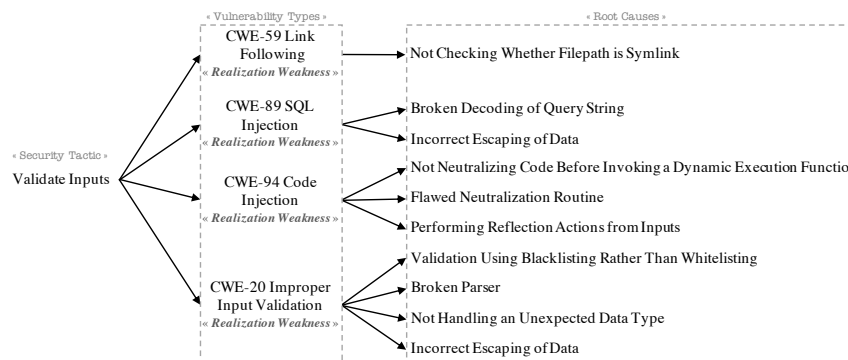 « Vulnerability Types »
« Root Causes »
CWE-59 Link
Following
« Realization Weakness »
Not Checking Whether Filepath is Symlink
CWE-89 SQL
Injection
« Realization Weakness »
Broken Decoding of Query String
Incorrect Escaping of Data
« Security Tactic »
Validate Inputs
CWE-94 Code
Injection
« Realization Weakness »
Not Neutralizing Code Before Invoking a Dynamic Execution Functio
Flawed Neutralization Routine
Performing Reflection Actions from Inputs
CWE-20 Improper
Input Validation
« Realization Weakness »
Validation Using Blacklisting Rather Than Whitelisting
Broken Parser
Not Handling an Unexpected Data Type
Incorrect Escaping of Data